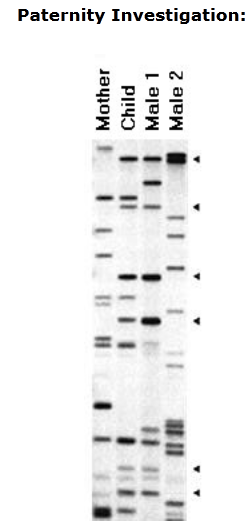 Paternity Investigation:
Mother
Child
Male 1
Male 2